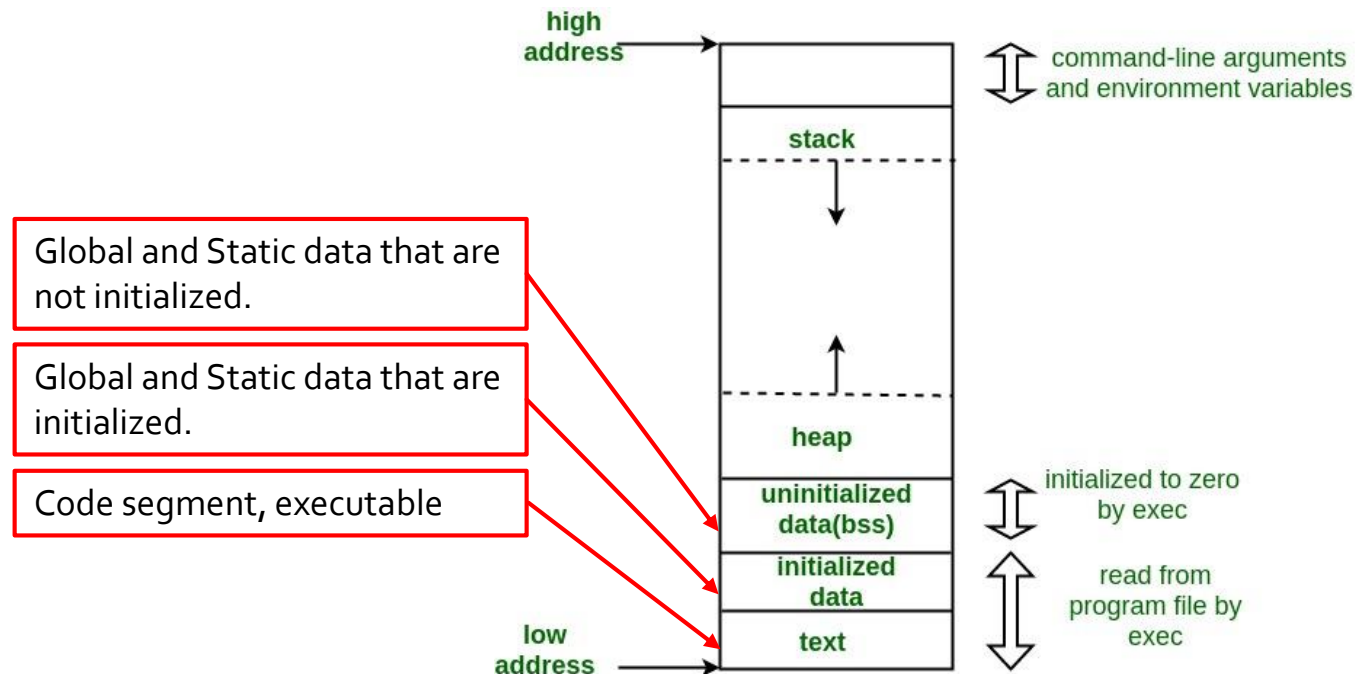 high
address
command-line arguments
and environment variables
stack
Global and Static data that are
not initialized.
Global and Static data that are
initialized.
heap
Code segment, executable
uninitialized
data(bss)
initialized to zero
by exec
initialized
data
read from
program file by
exec
low
address
text